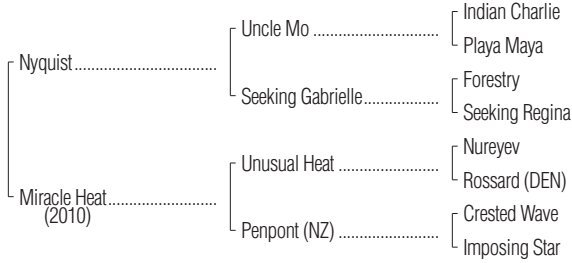 Indian Charlie
Uncle Mo
Playa Maya
Nyquist
Forestry
Seeking Gabrielle
Seeking Regina
Nureyev
Unusual Heat
Rossard (DEN)
Miracle Heat
(2010)
Crested Wave
Penpont (NZ)
Imposing Star